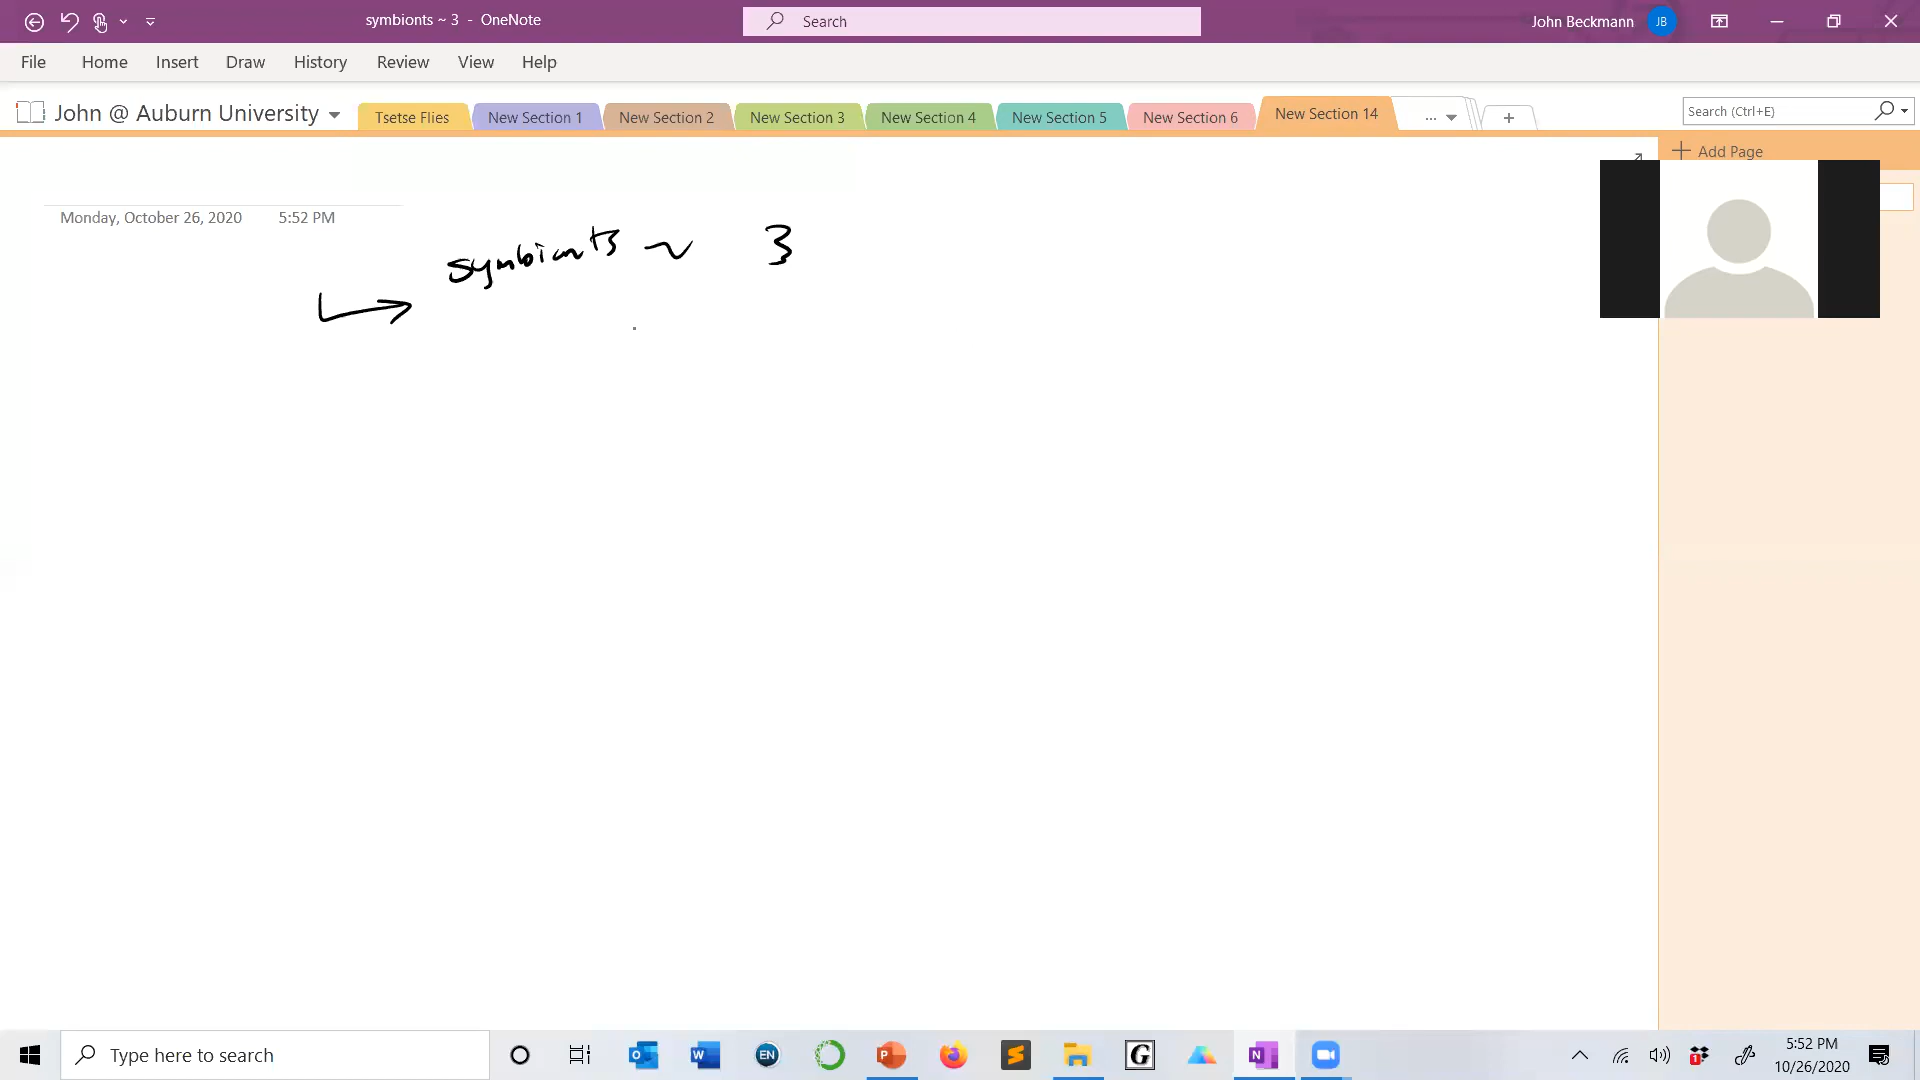 symbionts ~ 3 - OneNote
Search
John Beckmann
JB
File Home Insert Draw History Review View Help
John @ Auburn University
Tsetse Flies
New Section 1
New Section 2
New Section 3
New Section 4
New Section 5
New Section 6
New Section 14
...
+
Search (Ctrl+E)
Add Page
Monday, October 26, 2020 5:52 PM
symbionts ~ 3
Type here to search
O
W
EN
P
S
G
N
1
5:52 PM
10/26/2020